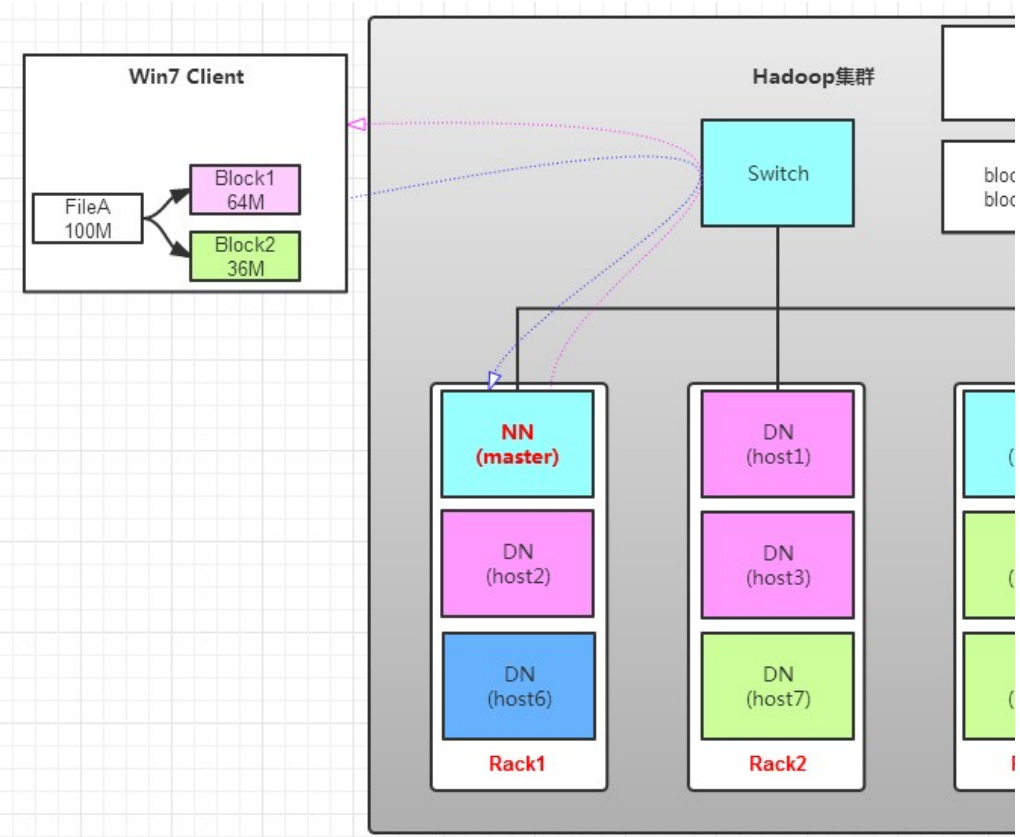 Win7 Client
FileA
100M
Block1
64M
Block2
36M
Hadoop集群
Switch
NN
(master)
DN
(host2)
DN
(host6)
Rack1
DN
(host1)
DN
(host3)
DN
(host7)
Rack2